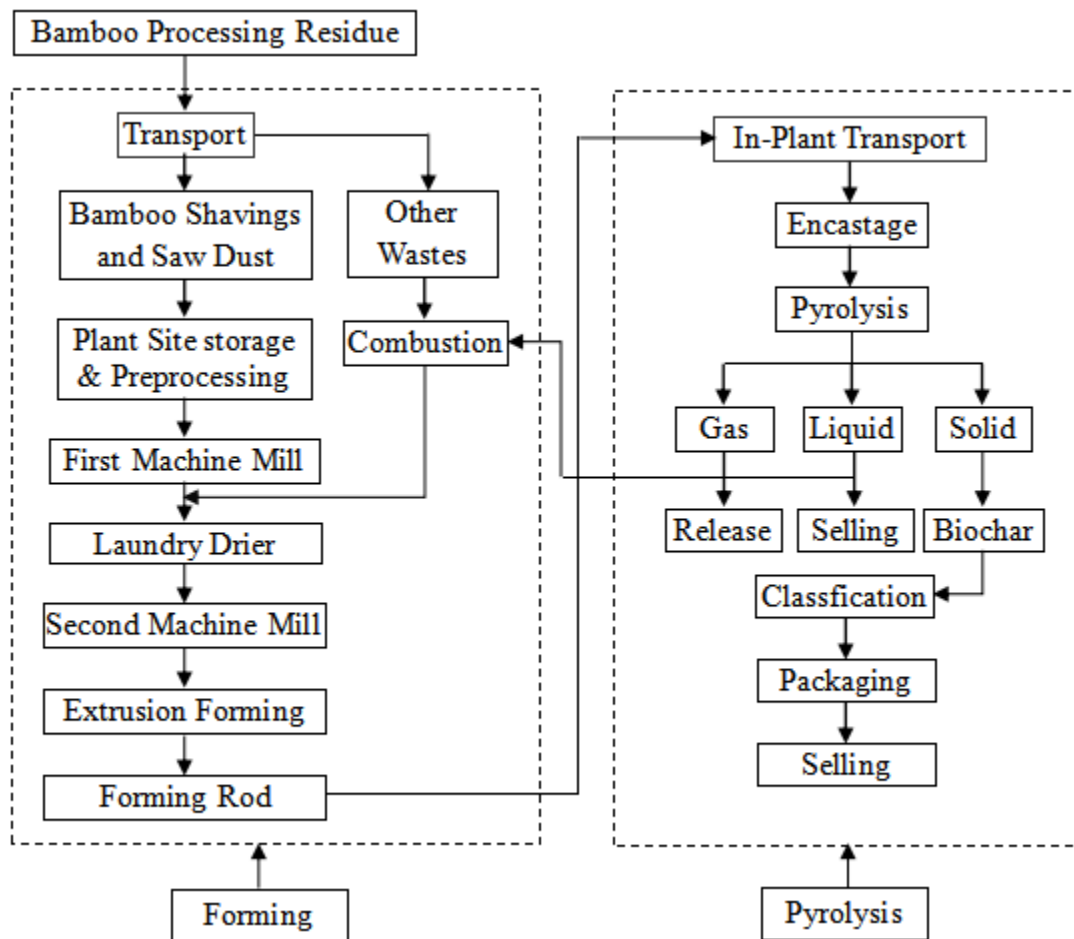 Bamboo Processing Residue
Transport
Bamboo Shavings
and Saw Dust
Other
Wastes
Plant Site storage
& Preprocessing
Combustion
First Machine Mill
Laundry Drier
Second Machine Mill
Extrusion Forming
Forming Rod
Forming
In-Plant Transport
Encastage
Pyrolysis
Gas
Liquid
Solid
Release
Selling
Biochar
Classfication
Packaging
Selling
Pyrolysis